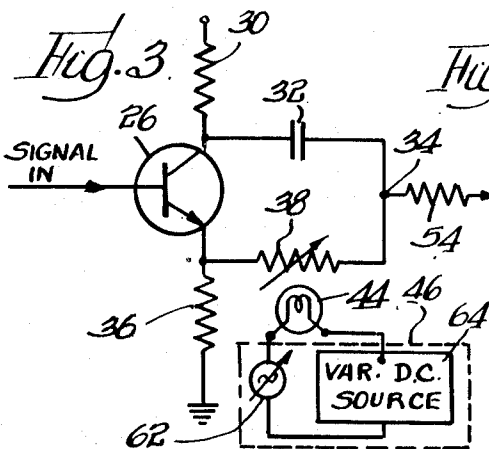 Fig. 3
30
Fig
32
26
SIGNAL
IN
34
38
54
44
46
64
36
VAR. D.C.
SOURCE
62